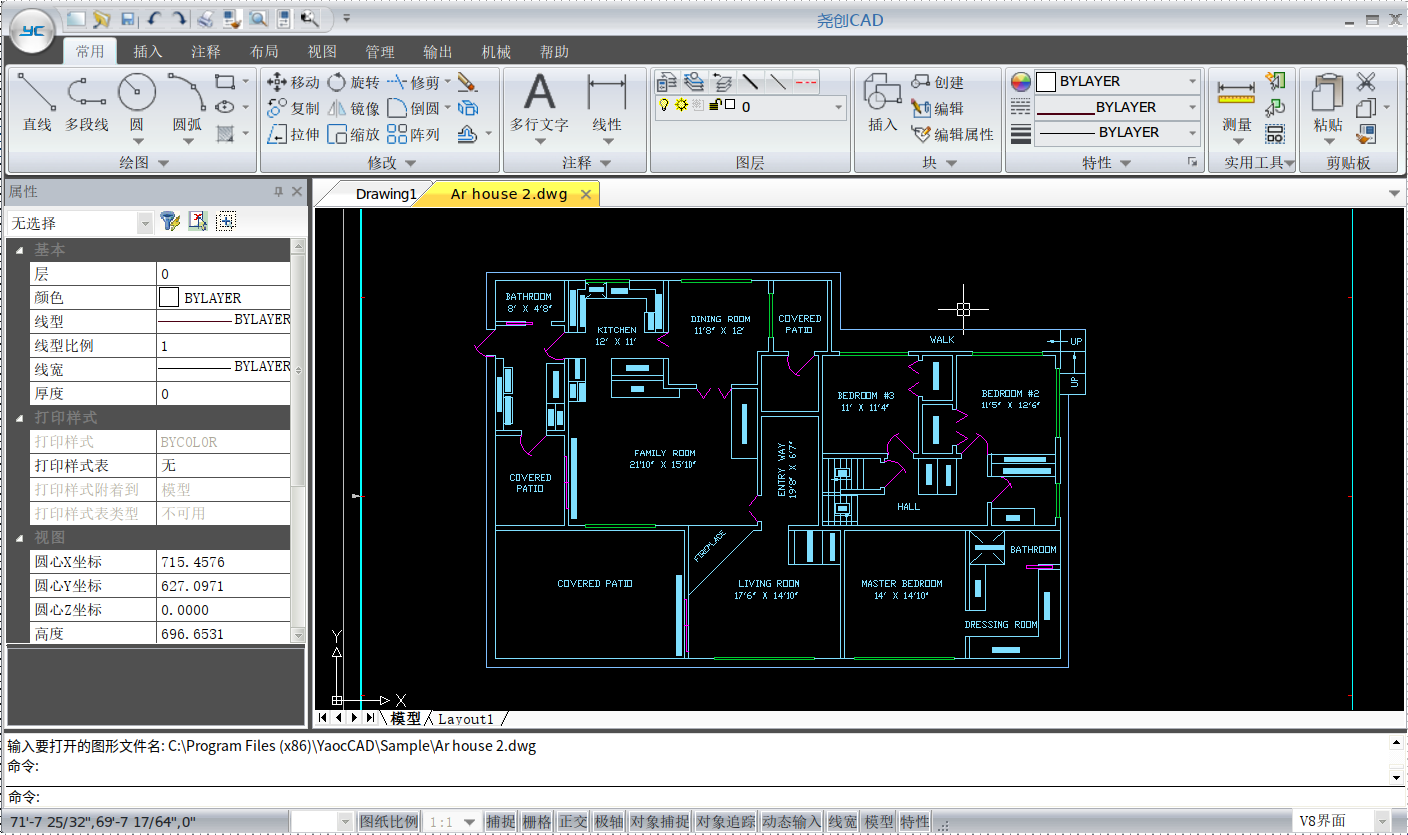 尧创CAD
YC
常用 插入 注释 布局 视图 管理 输出 机械 帮助
直线 多段线 圆 圆弧
绘图
移动 旋转 修剪
复制 镜像 倒圆
拉伸 缩放 阵列
修改
A
多行文字 线性
注释
0
图层
插入 创建
编辑
编辑属性
块
BYLAYER
BYLAYER
BYLAYER
特性
测量
实用工具
粘贴
剪贴板
属性
无选择
基本
层 0
颜色 BYLAYER
线型 BYLAYER
线型比例 1
线宽 BYLAYER
厚度 0
打印样式
打印样式 BYCOLOR
打印样式表 无
打印样式附着到 模型
打印样式表类型 不可用
视图
圆心X坐标 715.4576
圆心Y坐标 627.0971
圆心Z坐标 0.0000
高度 696.6531
Drawing1 Ar house 2.dwg
BATHROOM
8' X 4'8"
KITCHEN
12' X 11'
DINING ROOM
11'8" X 12'
COVERED
PATIO
WALK
UP
UP
BEDROOM #3
11' X 11'4"
BEDROOM #2
11'5" X 12'6"
FAMILY ROOM
21'10" X 15'10"
ENTRY WAY
19'8" X 6'7"
COVERED
PATIO
HALL
FIREPLACE
BATHROOM
COVERED PATIO
LIVING ROOM
17'6" X 14'10"
MASTER BEDROOM
14' X 14'10"
DRESSING ROOM
Y
X
模型 Layout1
输入要打开的图形文件名: C:\Program Files (x86)\YaocCAD\Sample\Ar house 2.dwg
命令:
命令:
71'-7 25/32",69'-7 17/64",0" 图纸比例 1:1 捕捉 栅格 正交 极轴 对象捕捉 对象追踪 动态输入 线宽 模型 特性 V8界面